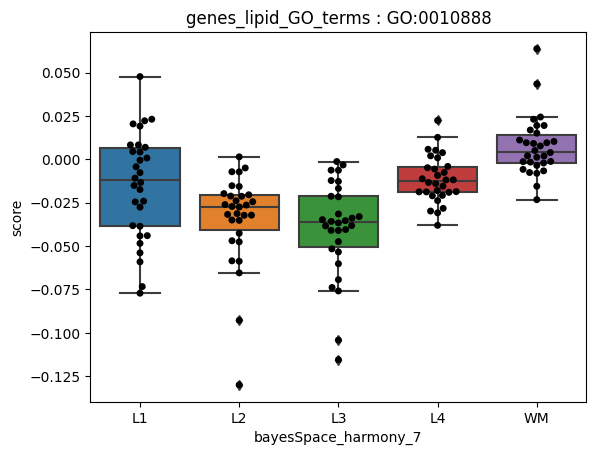 genes_lipid_GO_terms : GO:0010888
0.050
0.025
0.000
−0.025
−0.050
−0.075
−0.100
−0.125
score
L1 L2 L3 L4 WM
bayesSpace_harmony_7